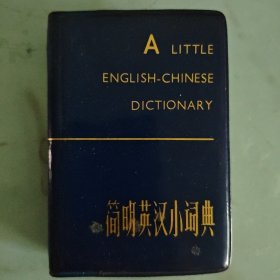 A LITTLE
ENGLISH-CHINESE
DICTIONARY
简明英汉小词典